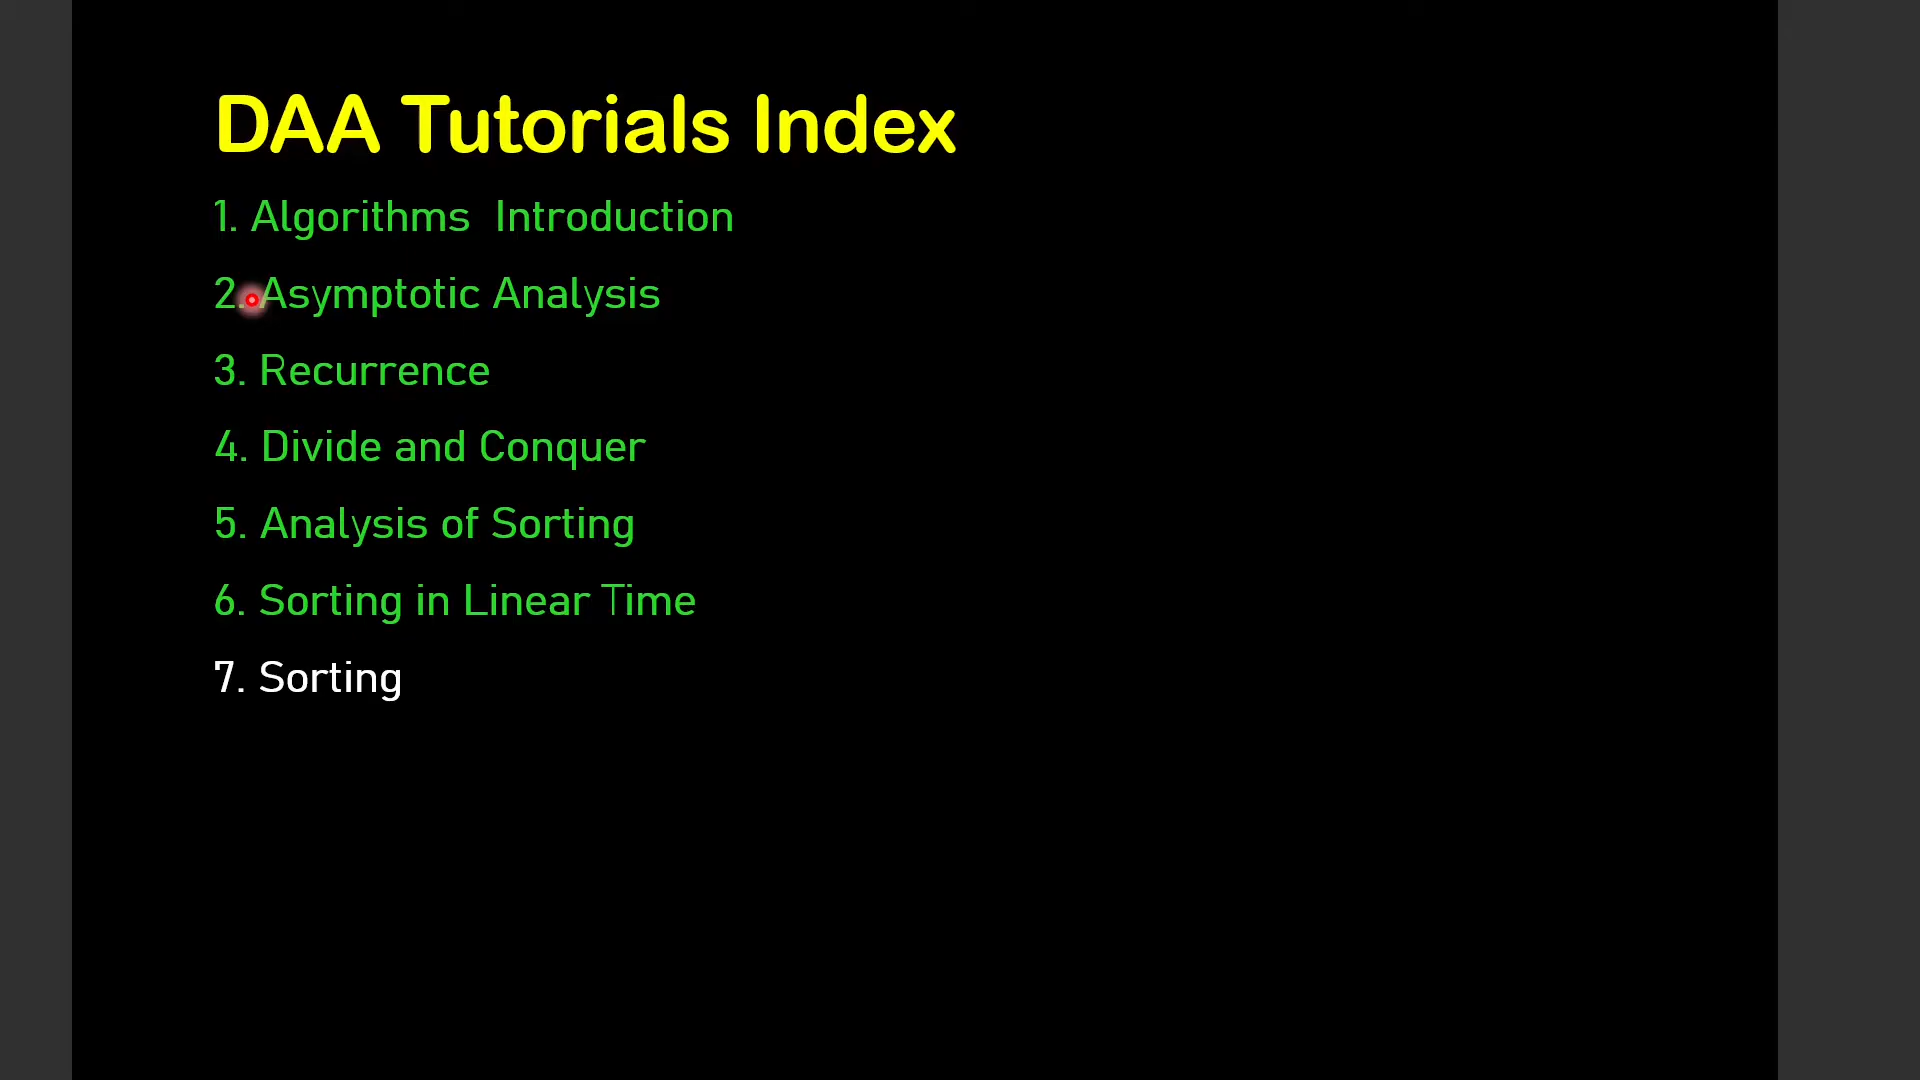 DAA Tutorials Index
1. Algorithms Introduction
2. Asymptotic Analysis
3. Recurrence
4. Divide and Conquer
5. Analysis of Sorting
6. Sorting in Linear Time
7. Sorting